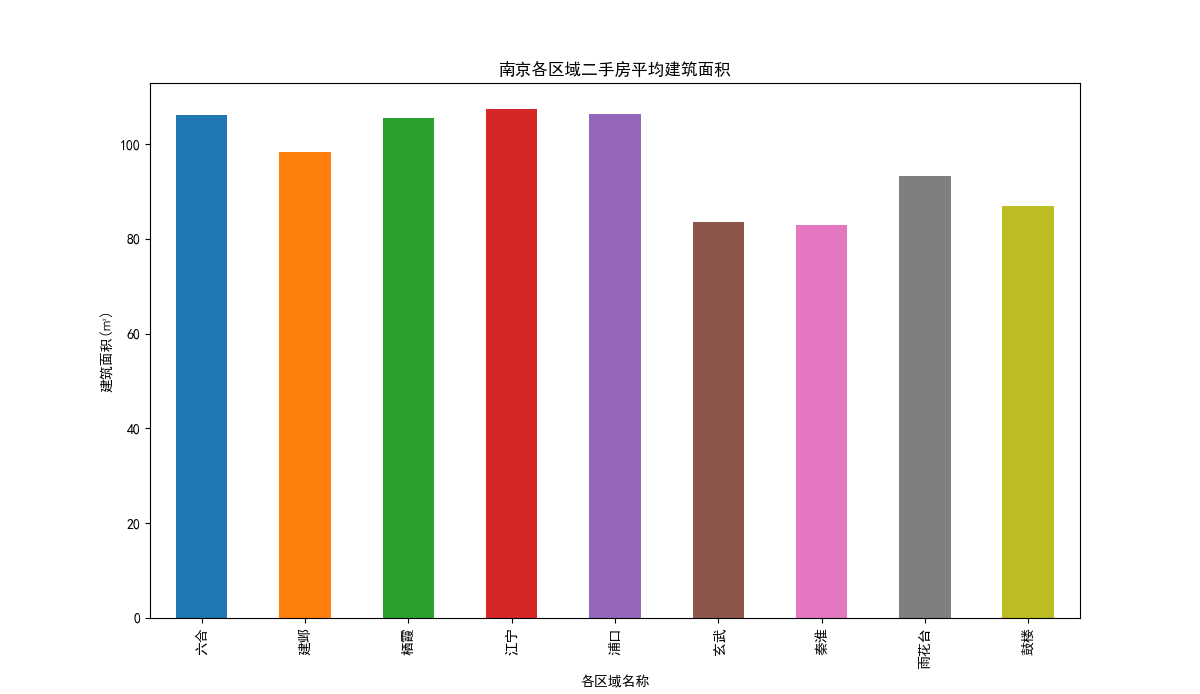 南京各区域二手房平均建筑面积
建筑面积(㎡)
100
80
60
40
20
0
六合
建邺
栖霞
江宁
浦口
玄武
秦淮
雨花台
鼓楼
各区域名称